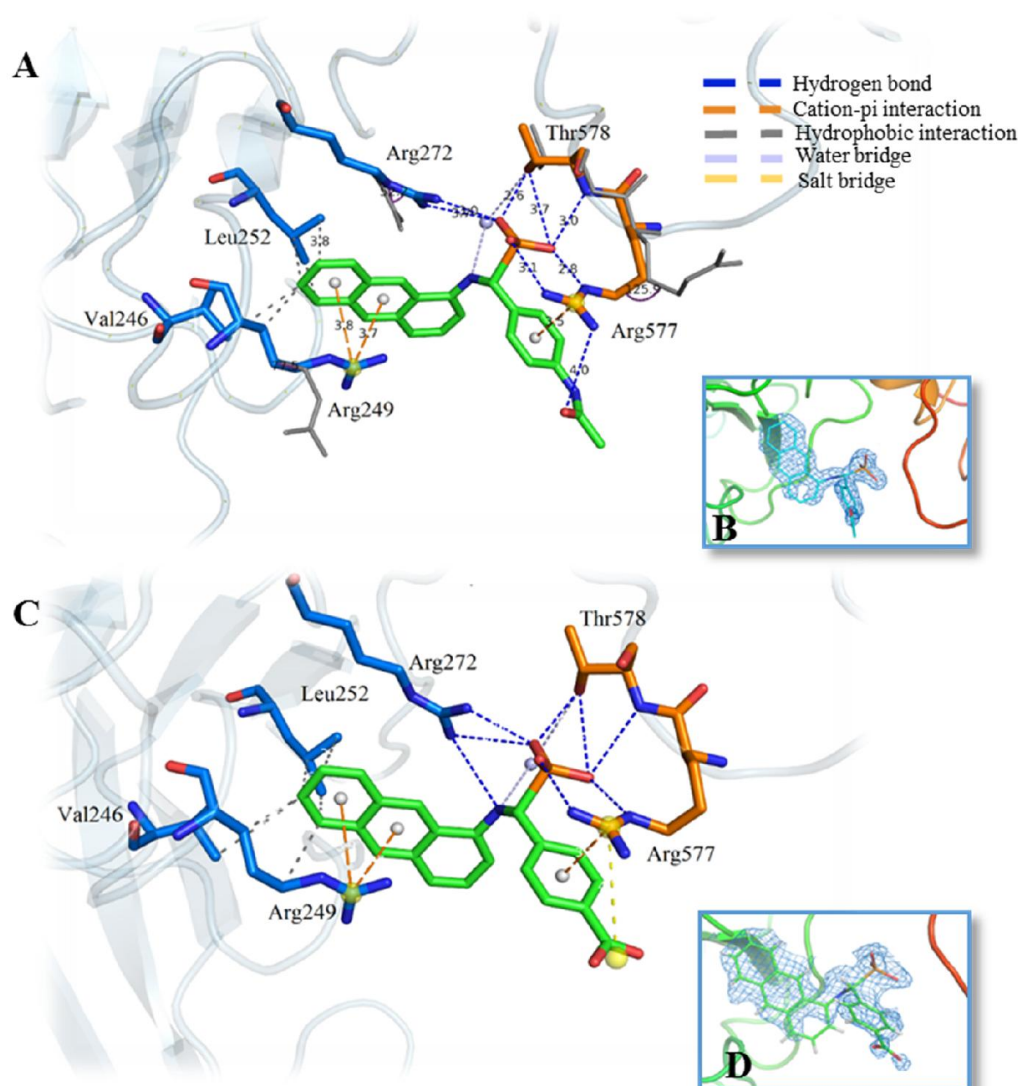 A
Hydrogen bond
Cation-pi interaction
Hydrophobic interaction
Water bridge
Salt bridge
Thr578
Arg272
3.7
3.0
Leu252
3.8
3.1
2.8
125.9
Val246
3.8
3.7
3.5
Arg577
4.0
Arg249
B
C
Thr578
Arg272
Leu252
Val246
Arg577
Arg249
D